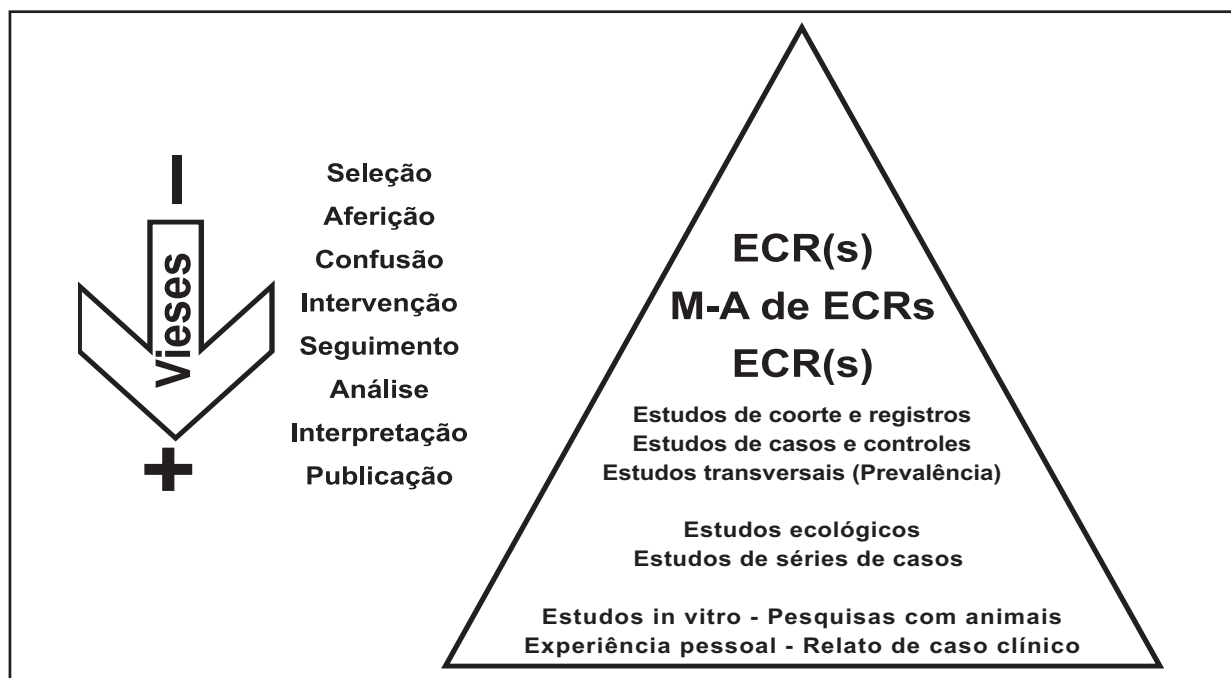 Vieses
Seleção
Aferição
Confusão
Intervenção
Seguimento
Análise
Interpretação
Publicação
ECR(s)
M-A de ECRs
ECR(s)
Estudos de coorte e registros
Estudos de casos e controles
Estudos transversais (Prevalência)
Estudos ecológicos
Estudos de séries de casos
Estudos in vitro - Pesquisas com animais
Experiência pessoal - Relato de caso clínico